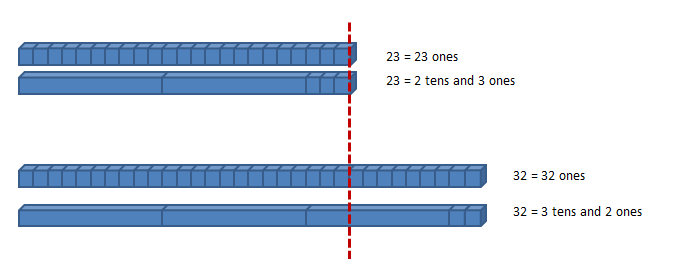 23 = 23 ones
23 = 2 tens and 3 ones
32 = 32 ones
32 = 3 tens and 2 ones